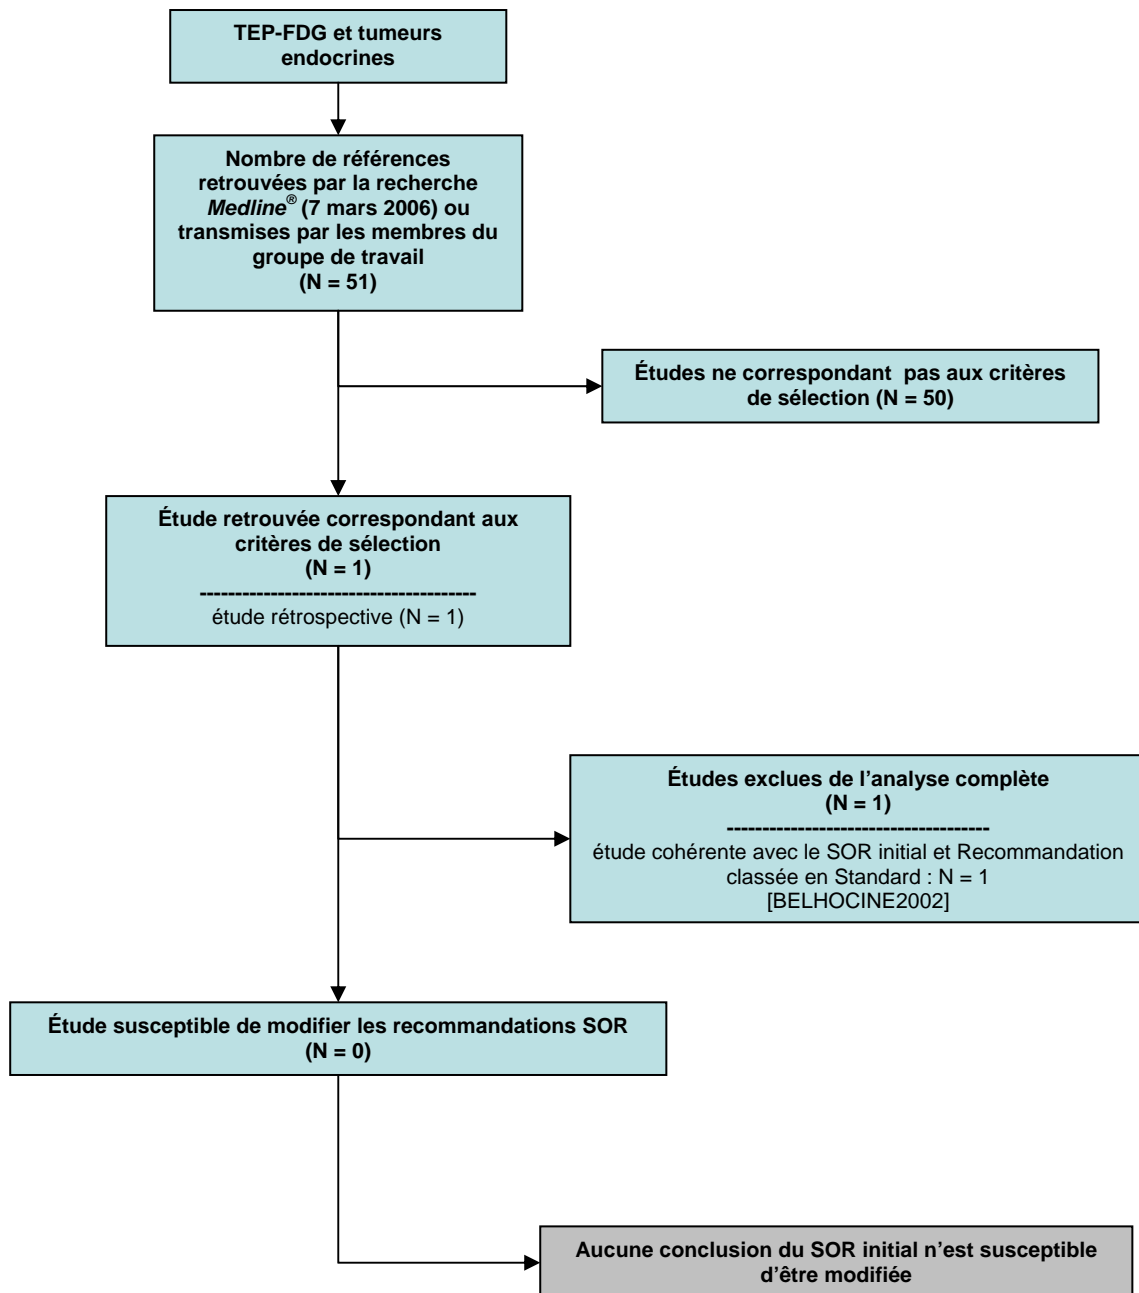 TEP-FDG et tumeurs
endocrines
Nombre de références
retrouvées par la recherche
Medline® (7 mars 2006) ou
transmises par les membres du
groupe de travail
(N = 51)
Études ne correspondant pas aux critères
de sélection (N = 50)
Étude retrouvée correspondant aux
critères de sélection
(N = 1)
---------------------------------------
étude rétrospective (N = 1)
Études exclues de l’analyse complète
(N = 1)
-------------------------------------
étude cohérente avec le SOR initial et Recommandation
classée en Standard : N = 1
[BELHOCINE2002]
Étude susceptible de modifier les recommandations SOR
(N = 0)
Aucune conclusion du SOR initial n’est susceptible
d’être modifiée